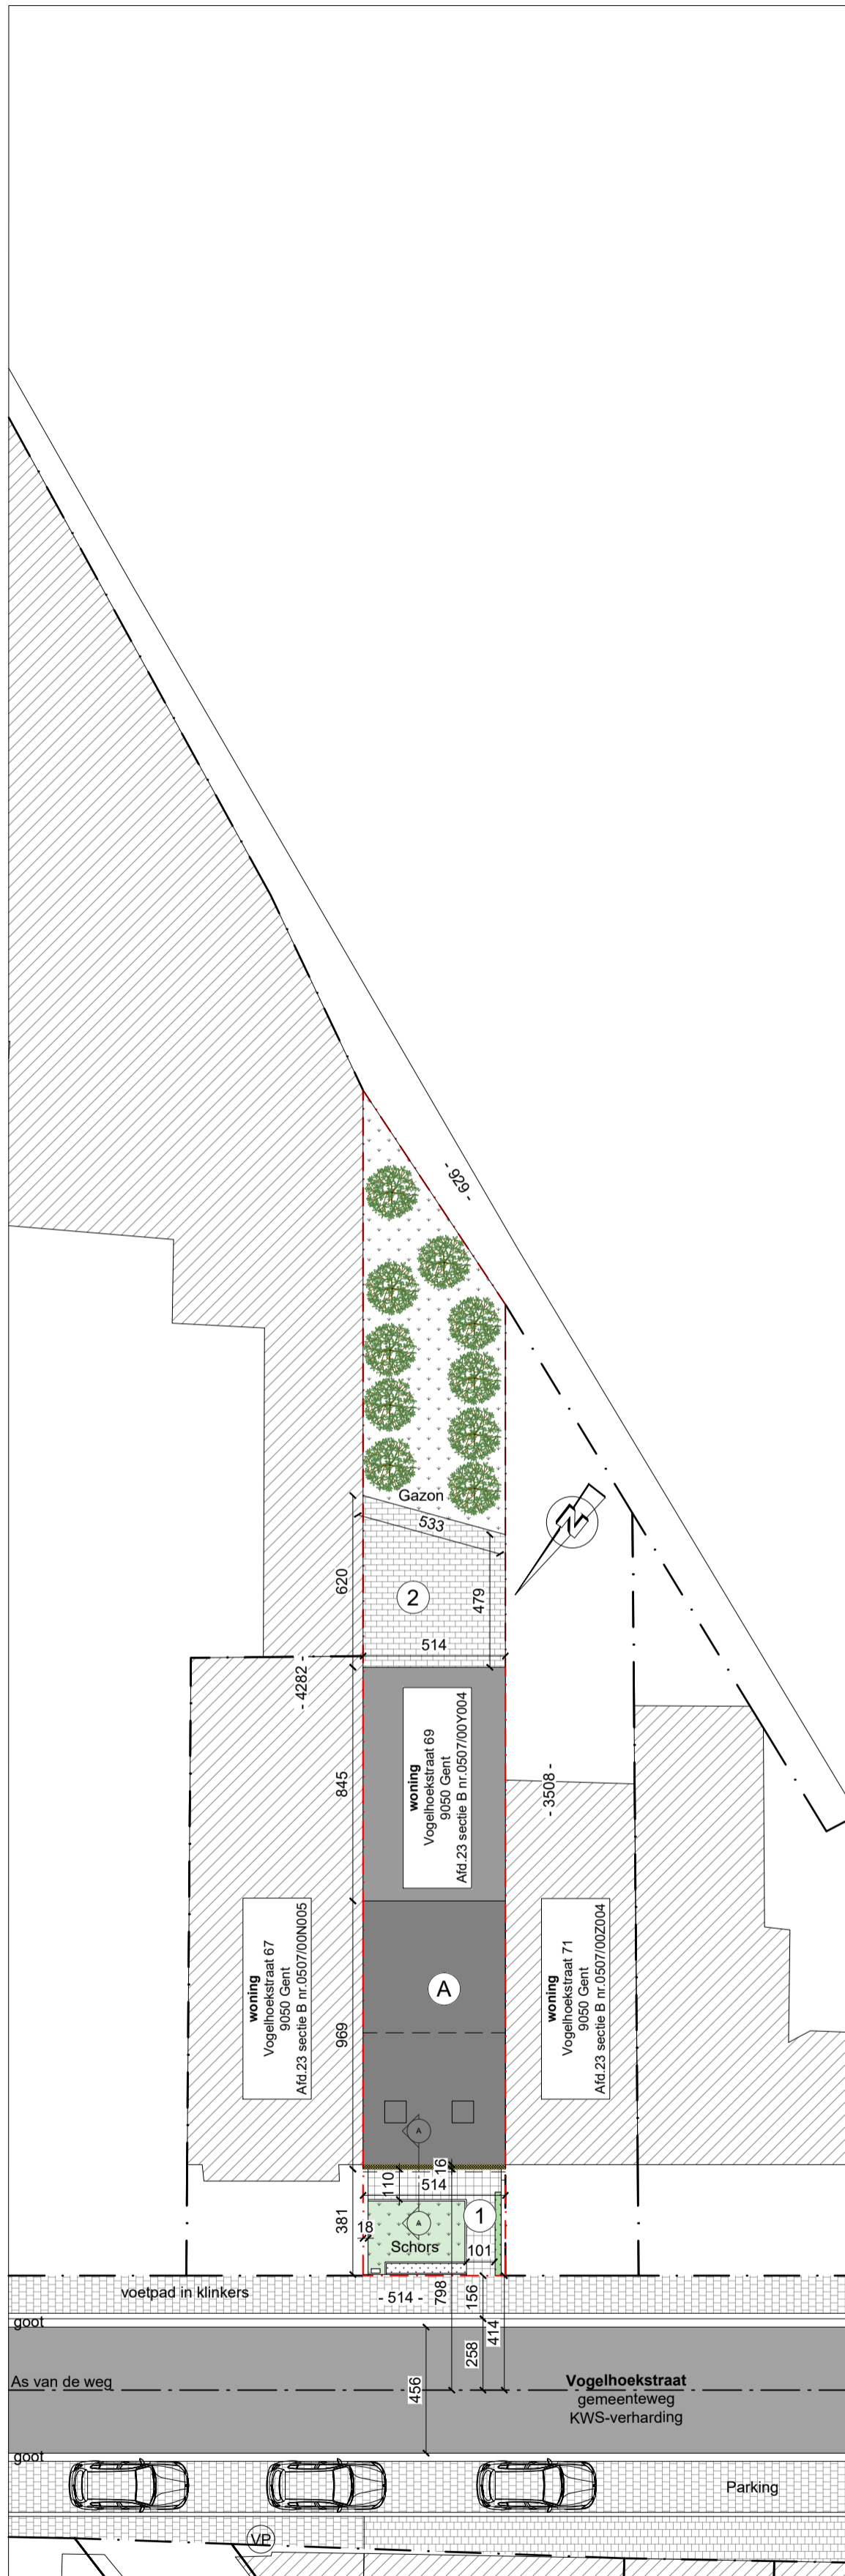 - 929 -
Gazon
533
N
620
2
479
514
- 4282 -
woning
Vogelhoekstraat 69
9050 Gent
Afd.23 sectie B nr.0507/00Y004
845
- 3508 -
woning
Vogelhoekstraat 67
9050 Gent
Afd.23 sectie B nr.0507/00N005
A
woning
Vogelhoekstraat 71
9050 Gent
Afd.23 sectie B nr.0507/00Z004
969
A
16
110
514
381
18
A
1
Schors
101
voetpad in klinkers
- 514 -
798
156
goot
414
258
As van de weg
456
Vogelhoekstraat
gemeenteweg
KWS-verharding
goot
Parking
VP